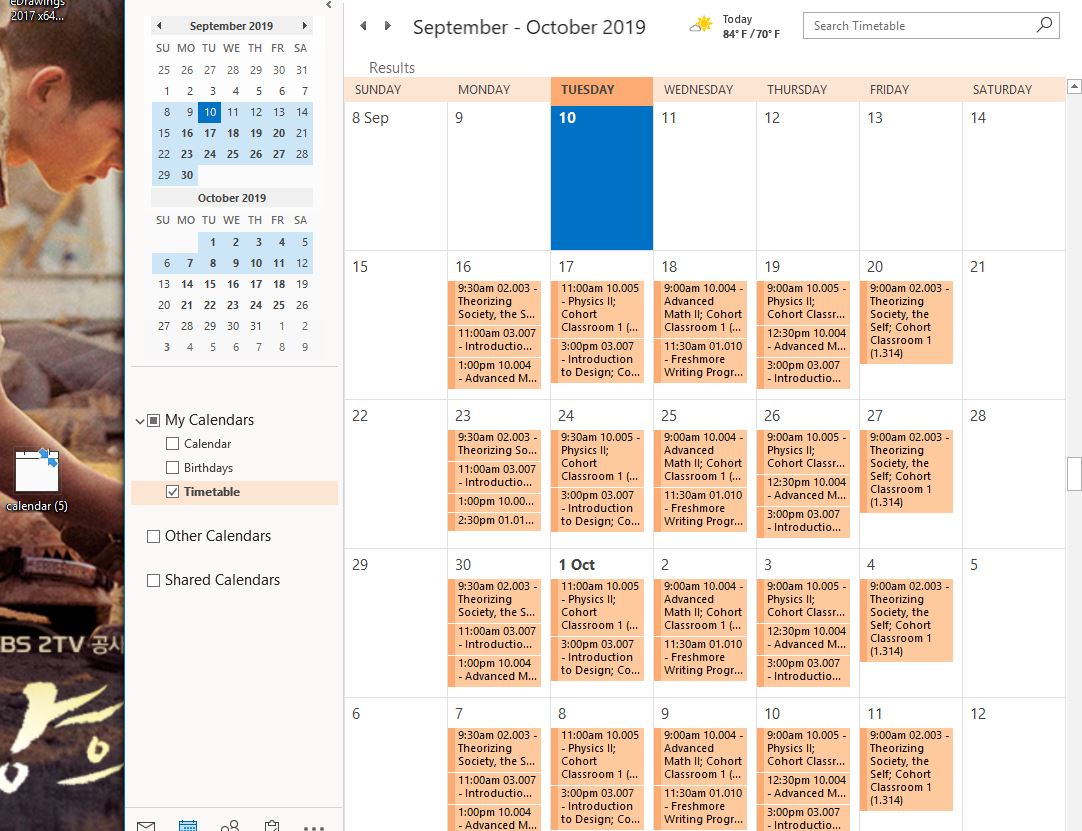 eDrawings
2017 x64...
calendar (5)
BS 2TV 공사
September 2019
SU MO TU WE TH FR SA
25 26 27 28 29 30 31
1 2 3 4 5 6 7
8 9 10 11 12 13 14
15 16 17 18 19 20 21
22 23 24 25 26 27 28
29 30
October 2019
SU MO TU WE TH FR SA
1 2 3 4 5
6 7 8 9 10 11 12
13 14 15 16 17 18 19
20 21 22 23 24 25 26
27 28 29 30 31 1 2
3 4 5 6 7 8 9
My Calendars
Calendar
Birthdays
Timetable
Other Calendars
Shared Calendars
September - October 2019
Today
84° F / 70° F
Search Timetable
Results
SUNDAY MONDAY TUESDAY WEDNESDAY THURSDAY FRIDAY SATURDAY
8 Sep 9 10 11 12 13 14
15
16
9:30am 02.003 -
Theorizing
Society, the S...
11:00am 03.007
- Introductio...
1:00pm 10.004
- Advanced M...
17
11:00am 10.005
- Physics II;
Cohort
Classroom 1 (...
3:00pm 03.007
- Introduction
to Design; Co...
18
9:00am 10.004 -
Advanced
Math II; Cohort
Classroom 1 (...
11:30am 01.010
- Freshmore
Writing Progr...
19
9:00am 10.005 -
Physics II;
Cohort Classr...
12:30pm 10.004
- Advanced M...
3:00pm 03.007
- Introductio...
20
9:00am 02.003 -
Theorizing
Society, the
Self; Cohort
Classroom 1
(1.314)
21
22
23
9:30am 02.003 -
Theorizing So...
11:00am 03.007
- Introductio...
1:00pm 10.00...
2:30pm 01.01...
24
9:30am 10.005 -
Physics II;
Cohort
Classroom 1 (...
3:00pm 03.007
- Introduction
to Design; Co...
25
9:00am 10.004 -
Advanced
Math II; Cohort
Classroom 1 (...
11:30am 01.010
- Freshmore
Writing Progr...
26
9:00am 10.005 -
Physics II;
Cohort Classr...
12:30pm 10.004
- Advanced M...
3:00pm 03.007
- Introductio...
27
9:00am 02.003 -
Theorizing
Society, the
Self; Cohort
Classroom 1
(1.314)
28
29
30
9:30am 02.003 -
Theorizing
Society, the S...
11:00am 03.007
- Introductio...
1:00pm 10.004
- Advanced M...
1 Oct
11:00am 10.005
- Physics II;
Cohort
Classroom 1 (...
3:00pm 03.007
- Introduction
to Design; Co...
2
9:00am 10.004 -
Advanced
Math II; Cohort
Classroom 1 (...
11:30am 01.010
- Freshmore
Writing Progr...
3
9:00am 10.005 -
Physics II;
Cohort Classr...
12:30pm 10.004
- Advanced M...
3:00pm 03.007
- Introductio...
4
9:00am 02.003 -
Theorizing
Society, the
Self; Cohort
Classroom 1
(1.314)
5
6
7
9:30am 02.003 -
Theorizing
Society, the S...
11:00am 03.007
- Introductio...
1:00pm 10.004
- Advanced M...
8
11:00am 10.005
- Physics II;
Cohort
Classroom 1 (...
3:00pm 03.007
- Introduction
to Design; Co...
9
9:00am 10.004 -
Advanced
Math II; Cohort
Classroom 1 (...
11:30am 01.010
- Freshmore
Writing Progr...
10
9:00am 10.005 -
Physics II;
Cohort Classr...
12:30pm 10.004
- Advanced M...
3:00pm 03.007
- Introductio...
11
9:00am 02.003 -
Theorizing
Society, the
Self; Cohort
Classroom 1
(1.314)
12